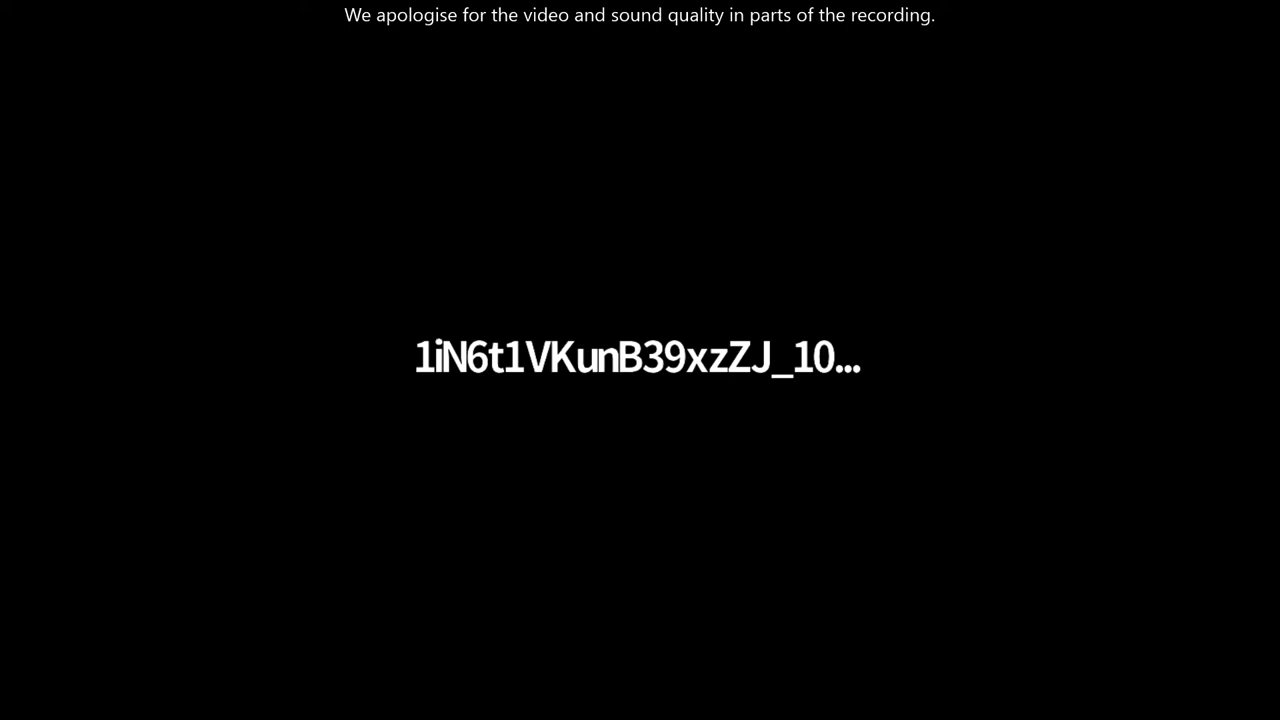 We apologise for the video and sound quality in parts of the recording.
1iN6t1VKunB39xzZJ_10...